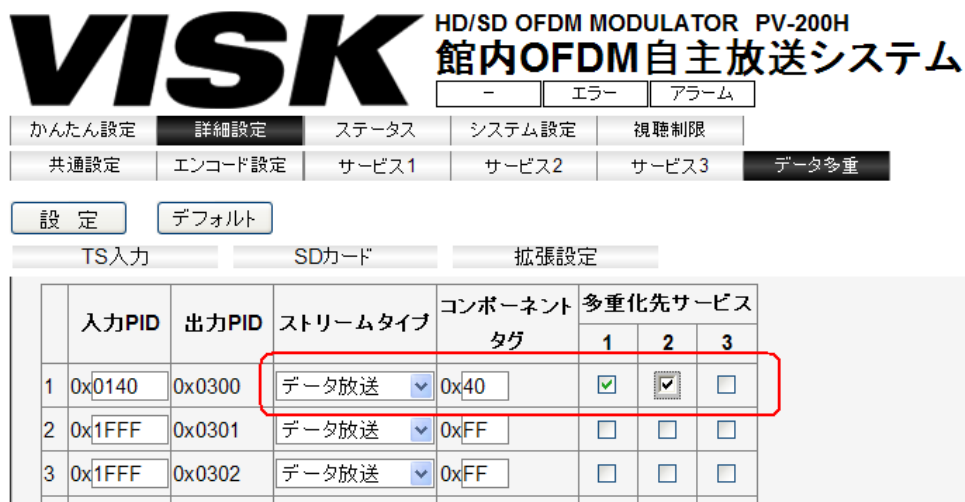 VISK
HD/SD OFDM MODULATOR PV-200H
館内OFDM自主放送システム
－ エラー アラーム
かんたん設定 詳細設定 ステータス システム設定 視聴制限
共通設定 エンコード設定 サービス1 サービス2 サービス3 データ多重
設 定 デフォルト
TS入力 SDカード 拡張設定
入力PID 出力PID ストリームタイプ コンポーネントタグ 多重化先サービス
1 2 3
1 0x0140 0x0300 データ放送 0x40
2 0x1FFF 0x0301 データ放送 0xFF
3 0x1FFF 0x0302 データ放送 0xFF